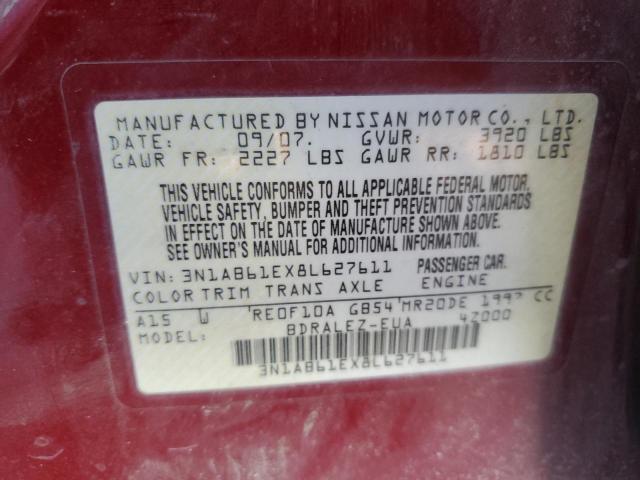 MANUFACTURED BY NISSAN MOTOR CO., LTD.
DATE: 09/07. GVWR: 3920 LBS
GAWR FR: 2227 LBS GAWR RR: 1810 LBS
THIS VEHICLE CONFORMS TO ALL APPLICABLE FEDERAL MOTOR
VEHICLE SAFETY, BUMPER AND THEFT PREVENTION STANDARDS
IN EFFECT ON THE DATE OF MANUFACTURE SHOWN ABOVE.
SEE OWNER'S MANUAL FOR ADDITIONAL INFORMATION.
VIN: 3N1AB61EX8L627611 PASSENGER CAR.
COLOR TRIM TRANS AXLE ENGINE
A15 W RE0F10A GB54 MR20DE 1997 CC
MODEL: BDRALEZ-EUA 4Z000
3N1AB61EX8L627611